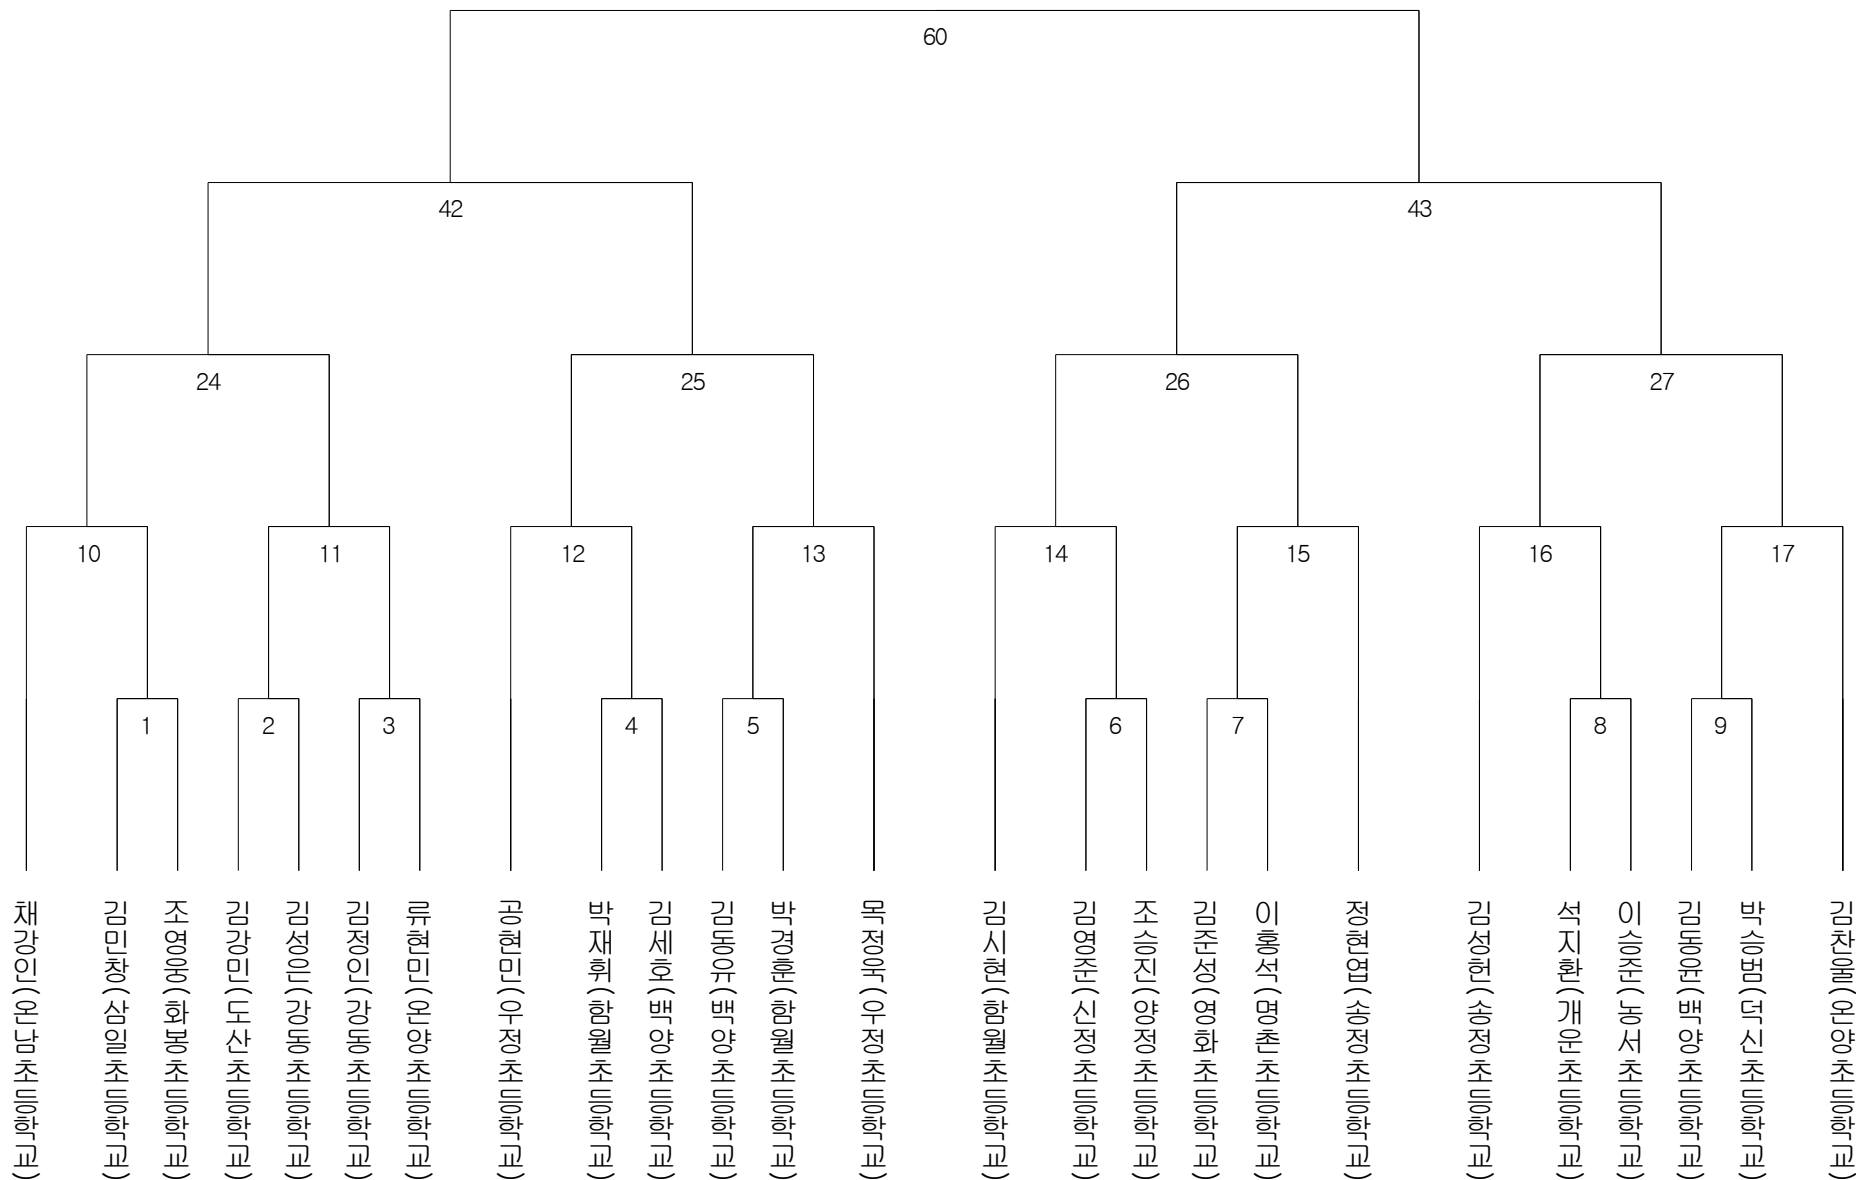 60
42
43
24
25
26
27
10
11
12
13
14
15
16
17
1
2
3
4
5
6
7
8
9
채강인(온남초등학교)
김민창(삼일초등학교)
조영웅(화봉초등학교)
김강민(도산초등학교)
김성은(강동초등학교)
김정인(강동초등학교)
류현민(온양초등학교)
공현민(우정초등학교)
박재휘(함월초등학교)
김세호(백양초등학교)
김동유(백양초등학교)
박경훈(함월초등학교)
목정욱(우정초등학교)
김시현(함월초등학교)
김영준(신정초등학교)
조승진(양정초등학교)
김준성(영화초등학교)
이홍석(명촌초등학교)
정현엽(송정초등학교)
김성헌(송정초등학교)
석지환(개운초등학교)
이승준(농서초등학교)
김동윤(백양초등학교)
박승범(덕신초등학교)
김찬울(온양초등학교)